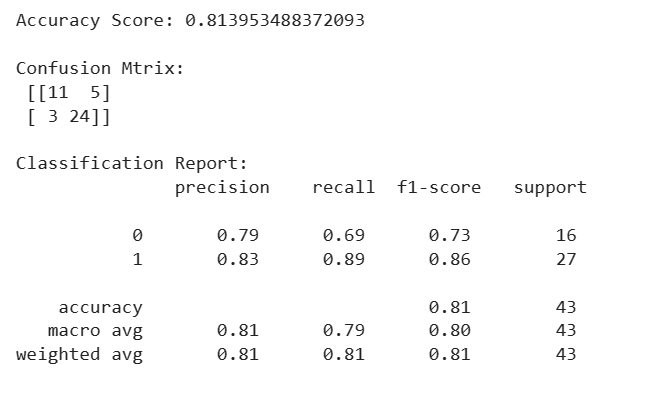 Accuracy Score: 0.813953488372093
Confusion Mtrix:
[[11  5]
[ 3 24]]
Classification Report:
precision recall f1-score support
0 0.79 0.69 0.73 16
1 0.83 0.89 0.86 27
accuracy 0.81 43
macro avg 0.81 0.79 0.80 43
weighted avg 0.81 0.81 0.81 43